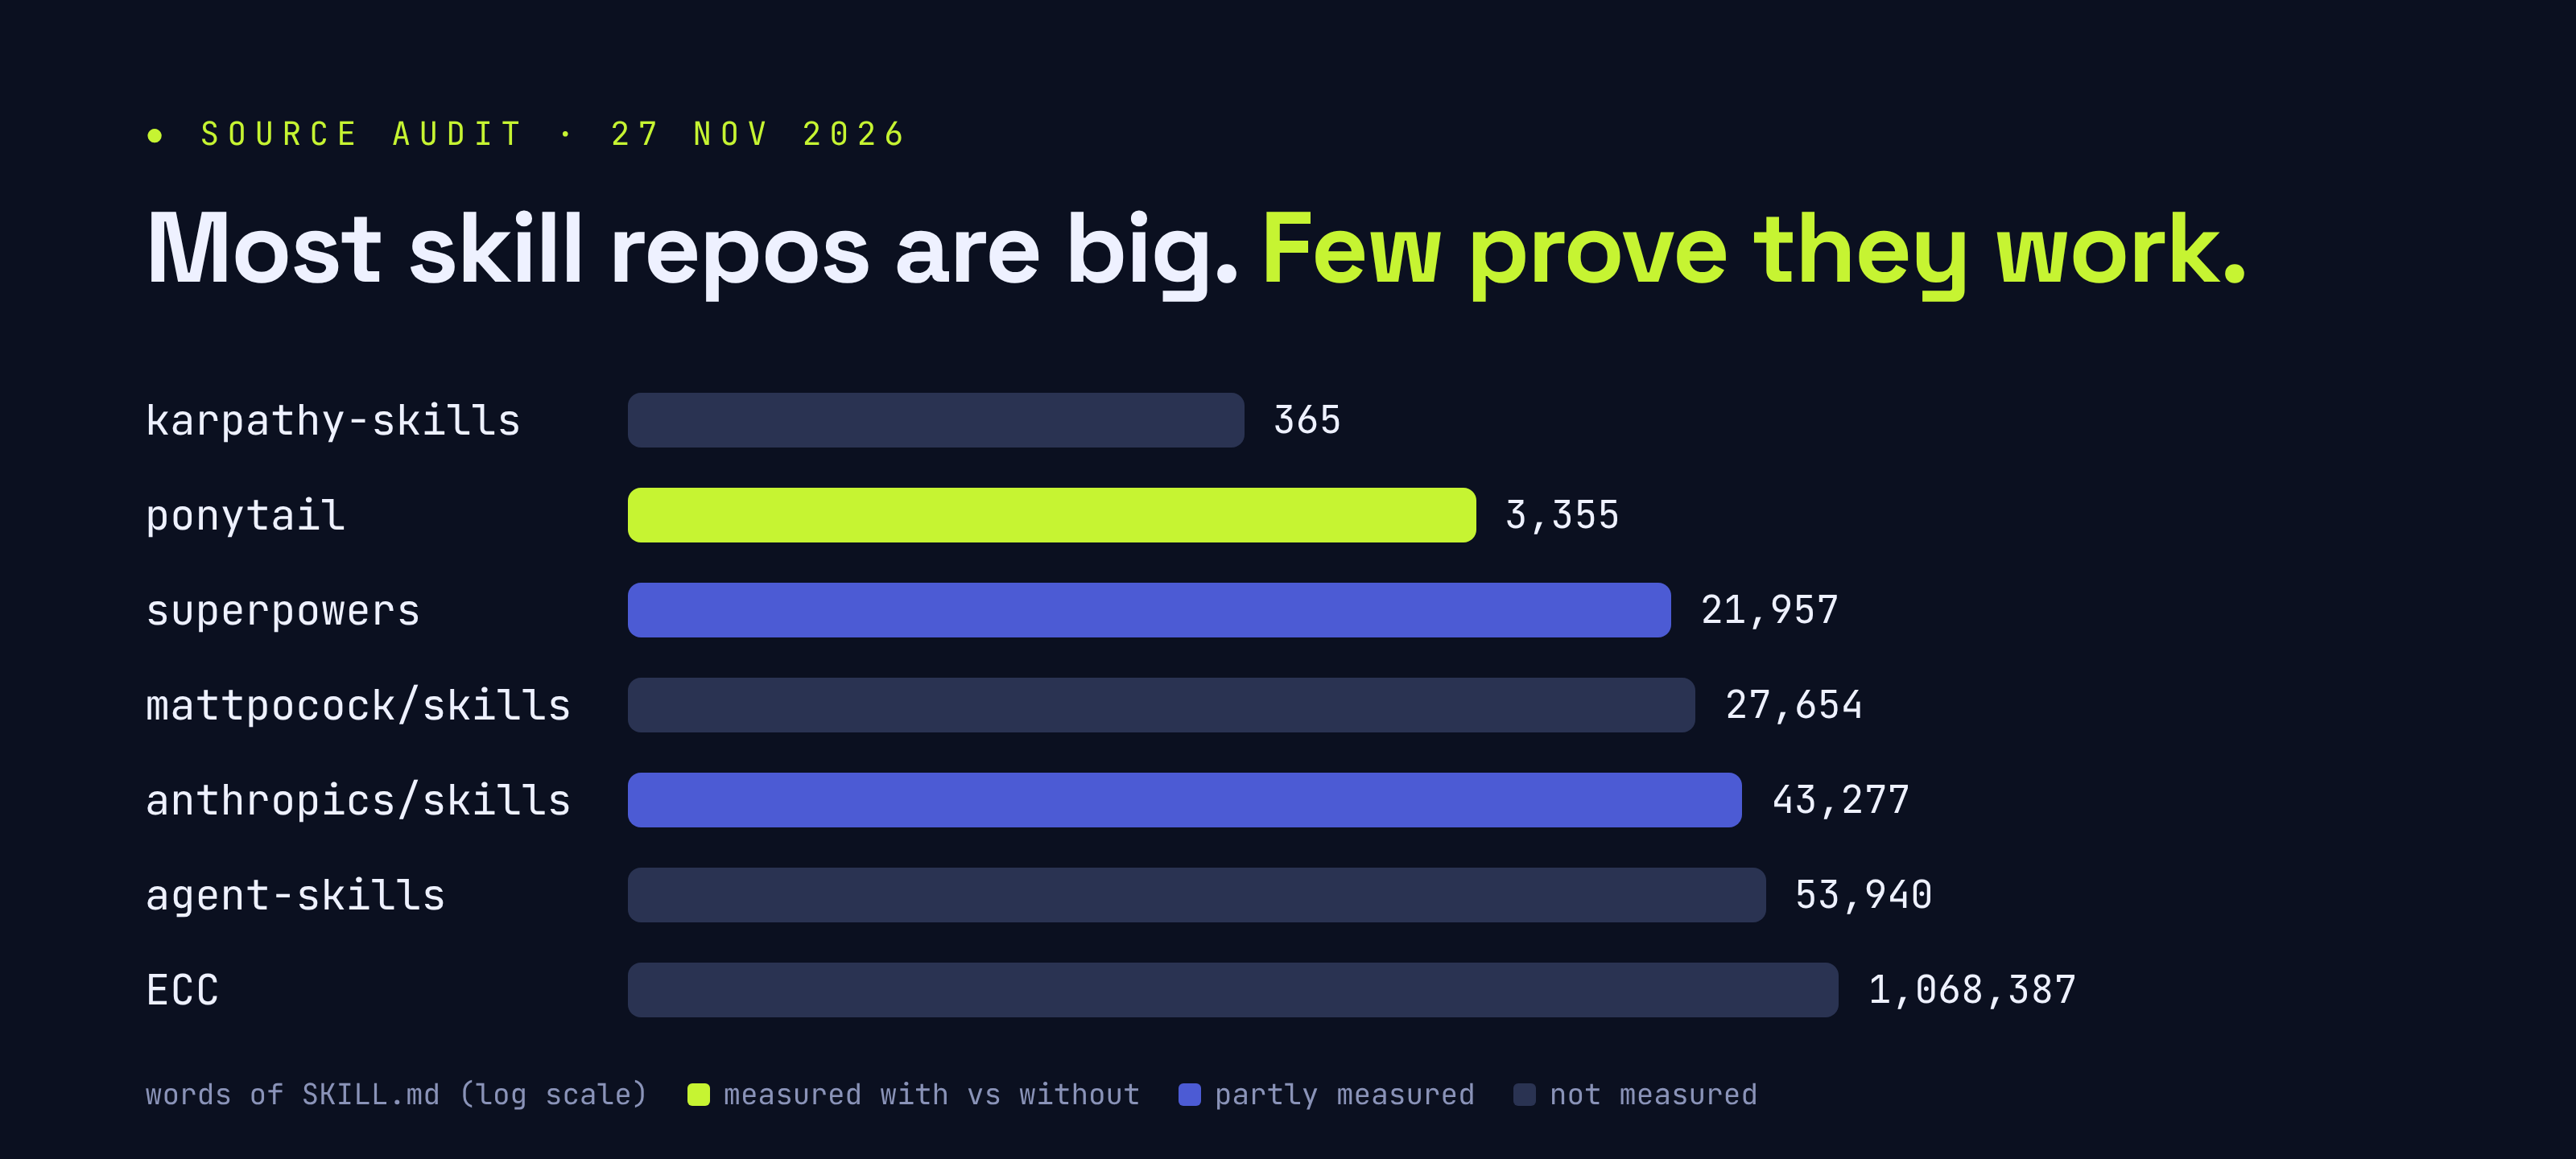 ● SOURCE AUDIT · 27 NOV 2026
Most skill repos are big. Few prove they work.
karpathy-skills 365
ponytail 3,355
superpowers 21,957
mattpocock/skills 27,654
anthropics/skills 43,277
agent-skills 53,940
ECC 1,068,387
words of SKILL.md (log scale) measured with vs without partly measured not measured